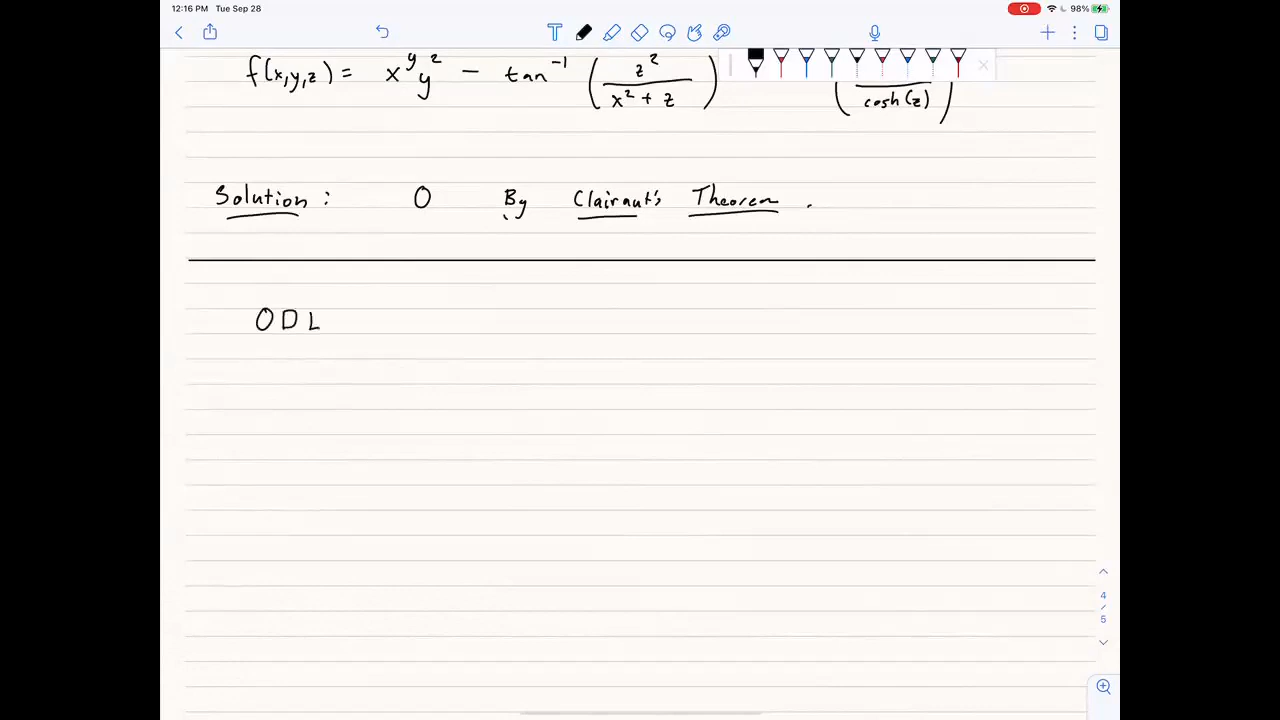 12:16 PM Tue Sep 28
98%
f(x,y,z) = x^y y^2 - tan^-1 ( z^2 / x^2 + z )
cosh(z)
Solution: 0 By Clairaut's Theorem.
ODL
4
/
5